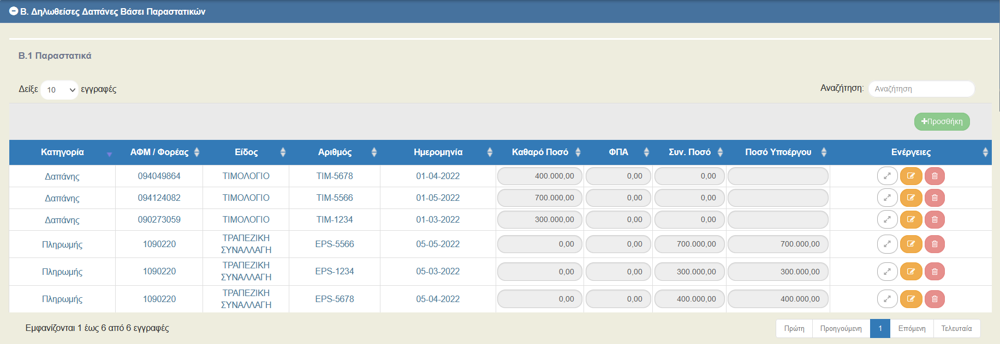 Β. Δηλωθείσες Δαπάνες Βάσει Παραστατικών
Β.1 Παραστατικά
Δείξε 10 εγγραφές Αναζήτηση: Αναζήτηση
Προσθήκη
Κατηγορία ΑΦΜ / Φορέας Είδος Αριθμός Ημερομηνία Καθαρό Ποσό ΦΠΑ Συν. Ποσό Ποσό Υποέργου Ενέργειες
Δαπάνης 094049864 ΤΙΜΟΛΟΓΙΟ ΤΙΜ-5678 01-04-2022 400.000,00 0,00 0,00
Δαπάνης 094124082 ΤΙΜΟΛΟΓΙΟ ΤΙΜ-5566 01-05-2022 700.000,00 0,00 0,00
Δαπάνης 090273059 ΤΙΜΟΛΟΓΙΟ ΤΙΜ-1234 01-03-2022 300.000,00 0,00 0,00
Πληρωμής 1090220 ΤΡΑΠΕΖΙΚΗ ΣΥΝΑΛΛΑΓΗ EPS-5566 05-05-2022 0,00 0,00 700.000,00 700.000,00
Πληρωμής 1090220 ΤΡΑΠΕΖΙΚΗ ΣΥΝΑΛΛΑΓΗ EPS-1234 05-03-2022 0,00 0,00 300.000,00 300.000,00
Πληρωμής 1090220 ΤΡΑΠΕΖΙΚΗ ΣΥΝΑΛΛΑΓΗ EPS-5678 05-04-2022 0,00 0,00 400.000,00 400.000,00
Εμφανίζονται 1 έως 6 από 6 εγγραφές Πρώτη Προηγούμενη 1 Επόμενη Τελευταία